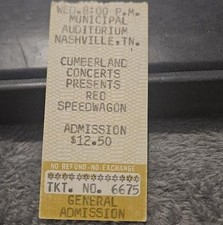 WED. 8:00 P.M.
MUNICIPAL
AUDITORIUM
NASHVILLE, TN.
CUMBERLAND
CONCERTS
PRESENTS
REO
SPEEDWAGON
ADMISSION
$12.50
NO REFUND - NO EXCHANGE
TKT. NO. 6675
GENERAL
ADMISSION